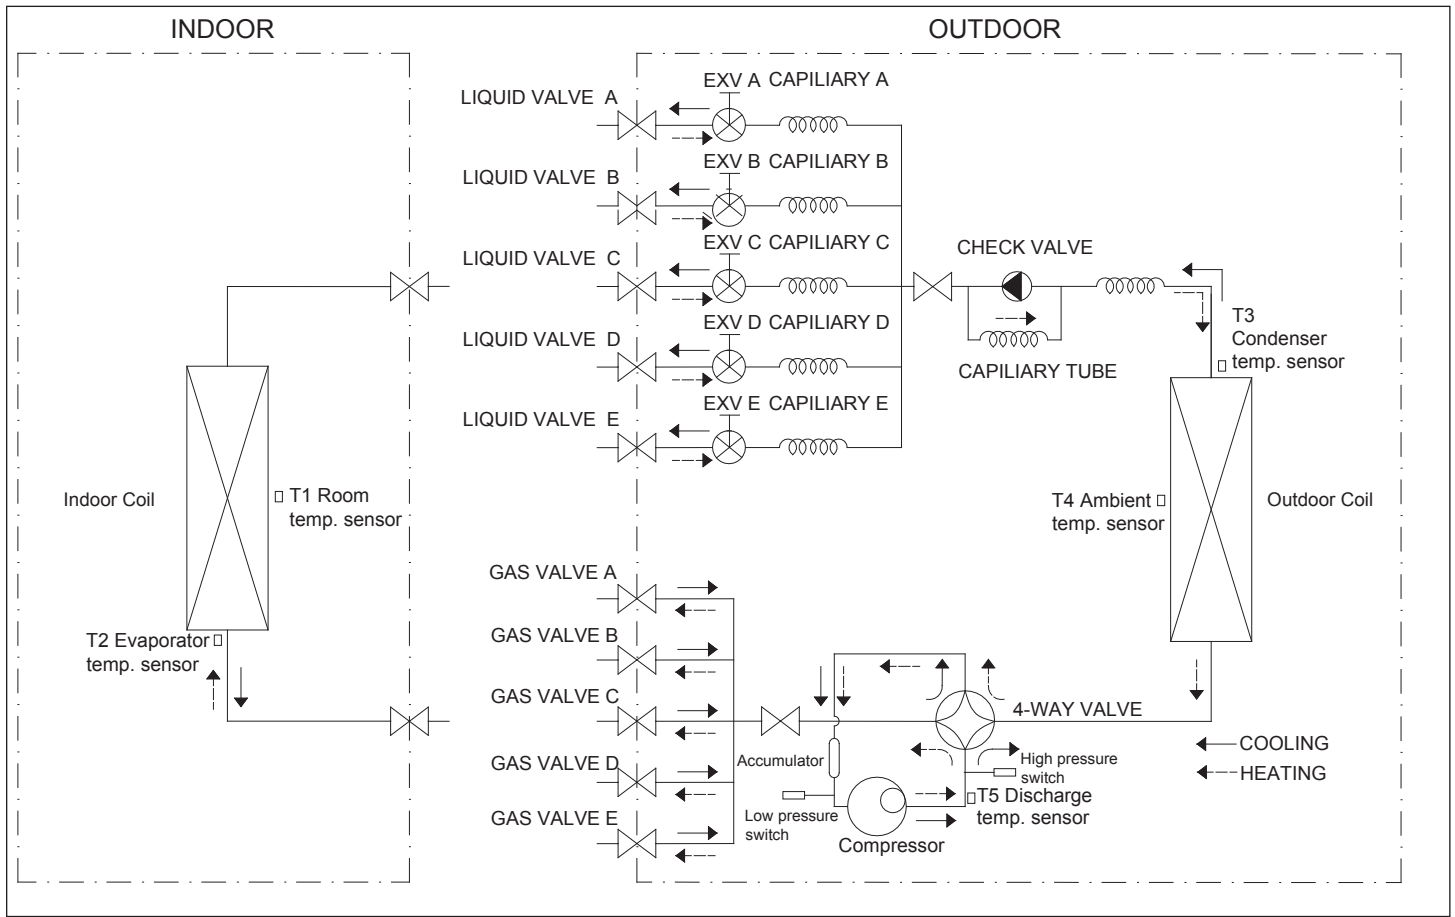 INDOOR
OUTDOOR
EXV A CAPILIARY A
LIQUID VALVE A
EXV B CAPILIARY B
LIQUID VALVE B
EXV C CAPILIARY C
LIQUID VALVE C
CHECK VALVE
T3
Condenser
temp. sensor
EXV D CAPILIARY D
LIQUID VALVE D
CAPILIARY TUBE
EXV E CAPILIARY E
LIQUID VALVE E
Indoor Coil
T1 Room
temp. sensor
T4 Ambient
temp. sensor
Outdoor Coil
T2 Evaporator
temp. sensor
GAS VALVE A
GAS VALVE B
GAS VALVE C
GAS VALVE D
GAS VALVE E
4-WAY VALVE
COOLING
HEATING
Accumulator
High pressure
switch
T5 Discharge
temp. sensor
Low pressure
switch
Compressor